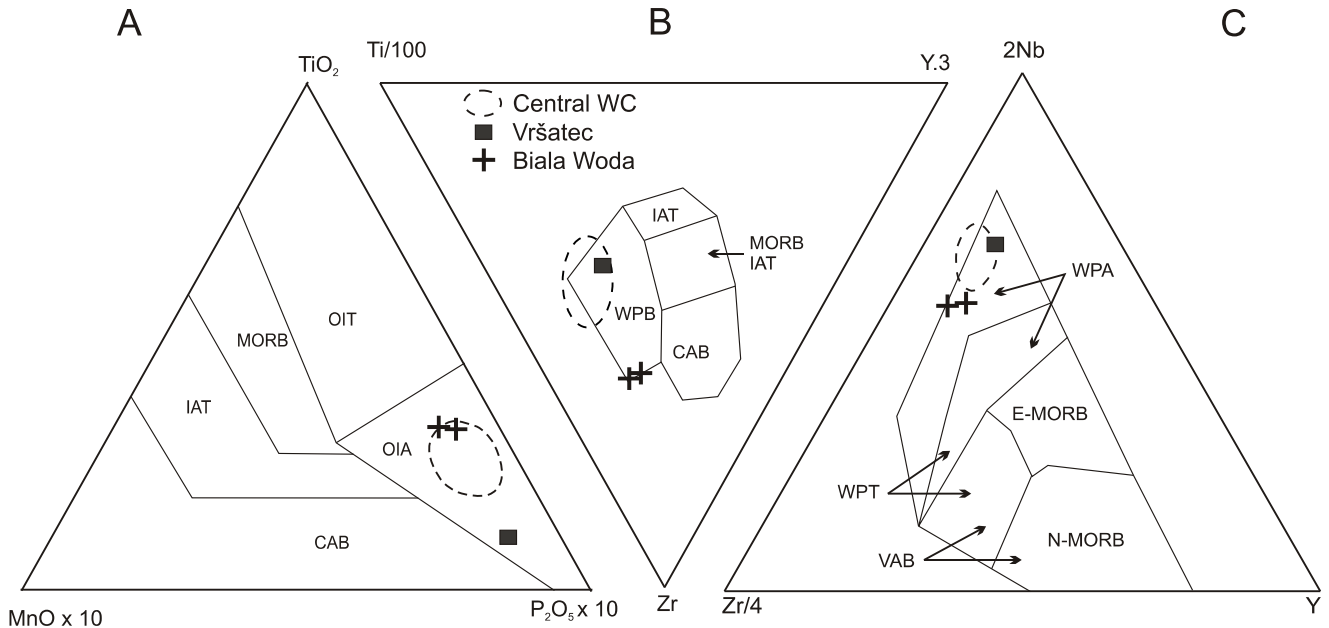 A
B
C
TiO₂
Ti/100
Y.3
2Nb
Central WC
Vršatec
Biala Woda
IAT
MORB
IAT
WPB
CAB
OIT
MORB
IAT
OIA
CAB
WPA
E-MORB
WPT
N-MORB
VAB
MnO x 10
P₂O₅ x 10
Zr
Zr/4
Y